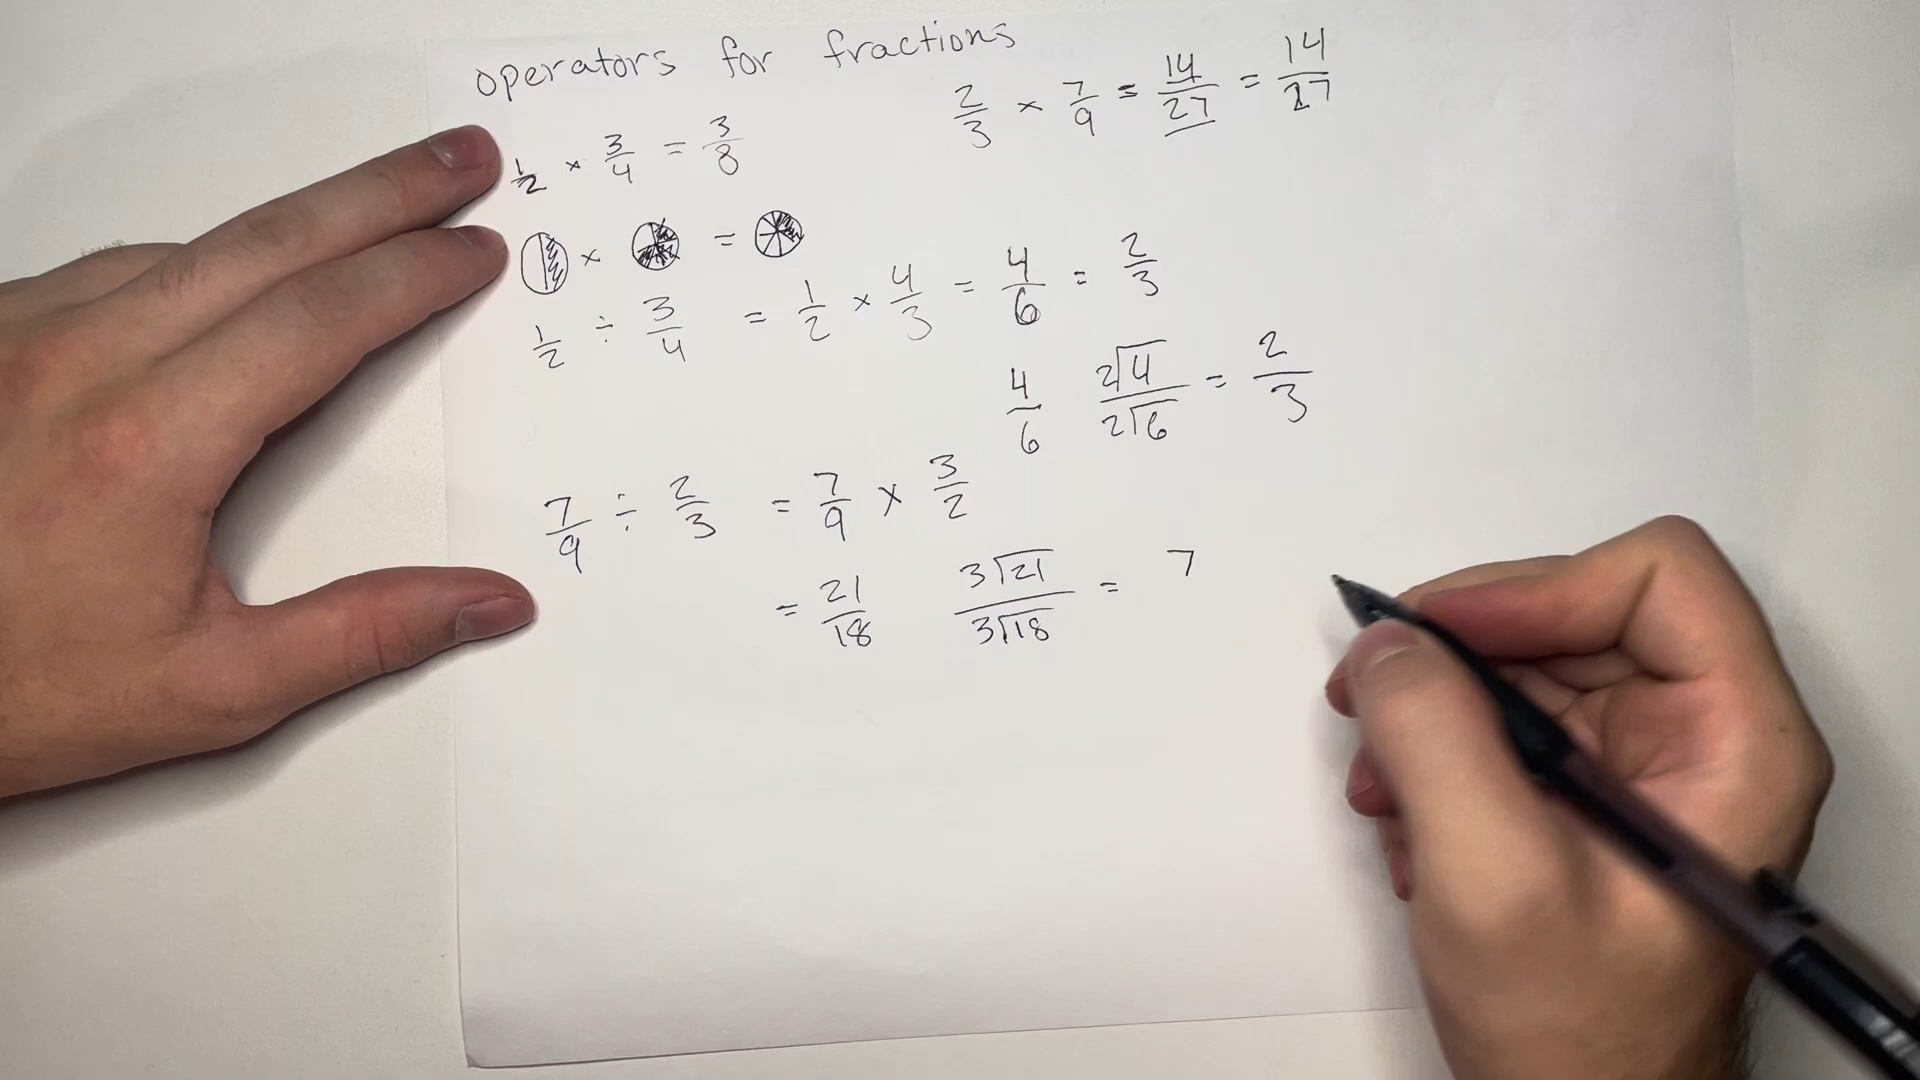 operators for fractions
2/3 × 7/9 = 14/27 = 14/27
1/2 × 3/4 = 3/8
× =
1/2 ÷ 3/4 = 1/2 × 4/3 = 4/6 = 2/3
4/6 2√4/2√6 = 2/3
7/9 ÷ 2/3 = 7/9 × 3/2
= 21/18 3√21/3√18 = 7